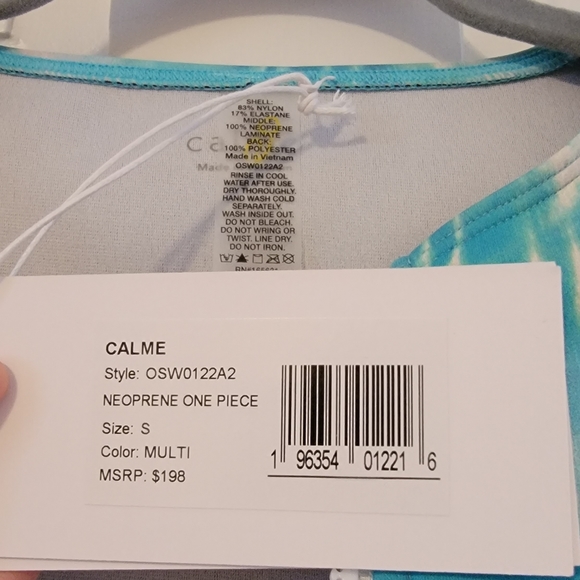 SHELL:
83% NYLON
17% ELASTANE
MIDDLE:
100% NEOPRENE
LAMINATE
BACK:
100% POLYESTER
Made in Vietnam
OSW0122A2
RINSE IN COOL
WATER AFTER USE.
DRY THOROUGHLY.
HAND WASH COLD
SEPARATELY.
WASH INSIDE OUT.
DO NOT BLEACH.
DO NOT WRING OR
TWIST. LINE DRY.
DO NOT IRON.
ca
Made
CALME
Style: OSW0122A2
NEOPRENE ONE PIECE
Size: S
Color: MULTI
MSRP: $198
1 96354 01221 6